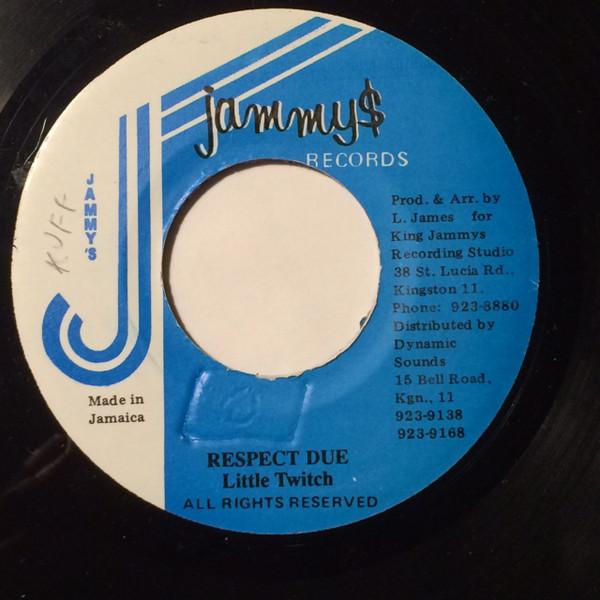 jammy$
RECORDS
JAMMY'S
KUFF
Prod. & Arr. by
L. James for
King Jammys
Recording Studio
38 St. Lucia Rd.,
Kingston 11.
Phone: 923-8880
Distributed by
Dynamic
Sounds
15 Bell Road,
Kgn., 11
923-9138
923-9168
Made in
Jamaica
RESPECT DUE
Little Twitch
ALL RIGHTS RESERVED